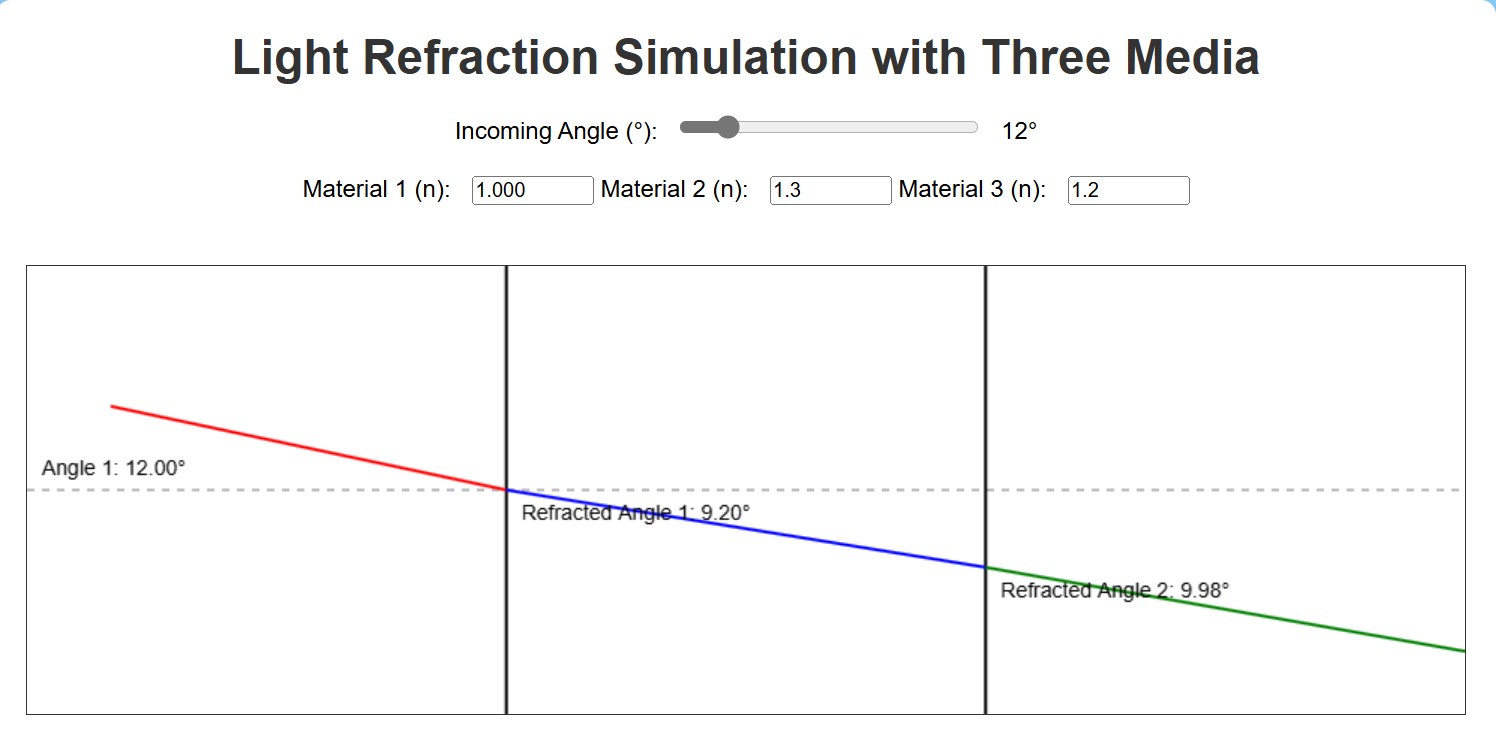 Light Refraction Simulation with Three Media
Incoming Angle (°): 12°
Material 1 (n): 1.000 Material 2 (n): 1.3 Material 3 (n): 1.2
Angle 1: 12.00°
Refracted Angle 1: 9.20°
Refracted Angle 2: 9.98°